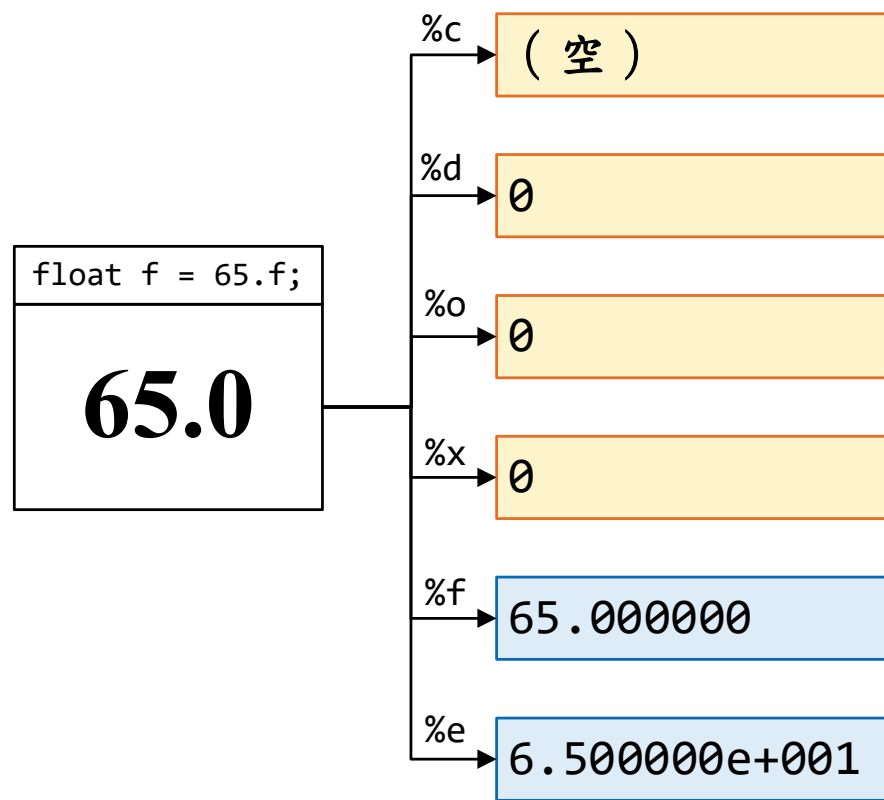 %c
(空)
%d
0
float f = 65.f;
%o
0
65.0
%x
0
%f
65.000000
%e
6.500000e+001